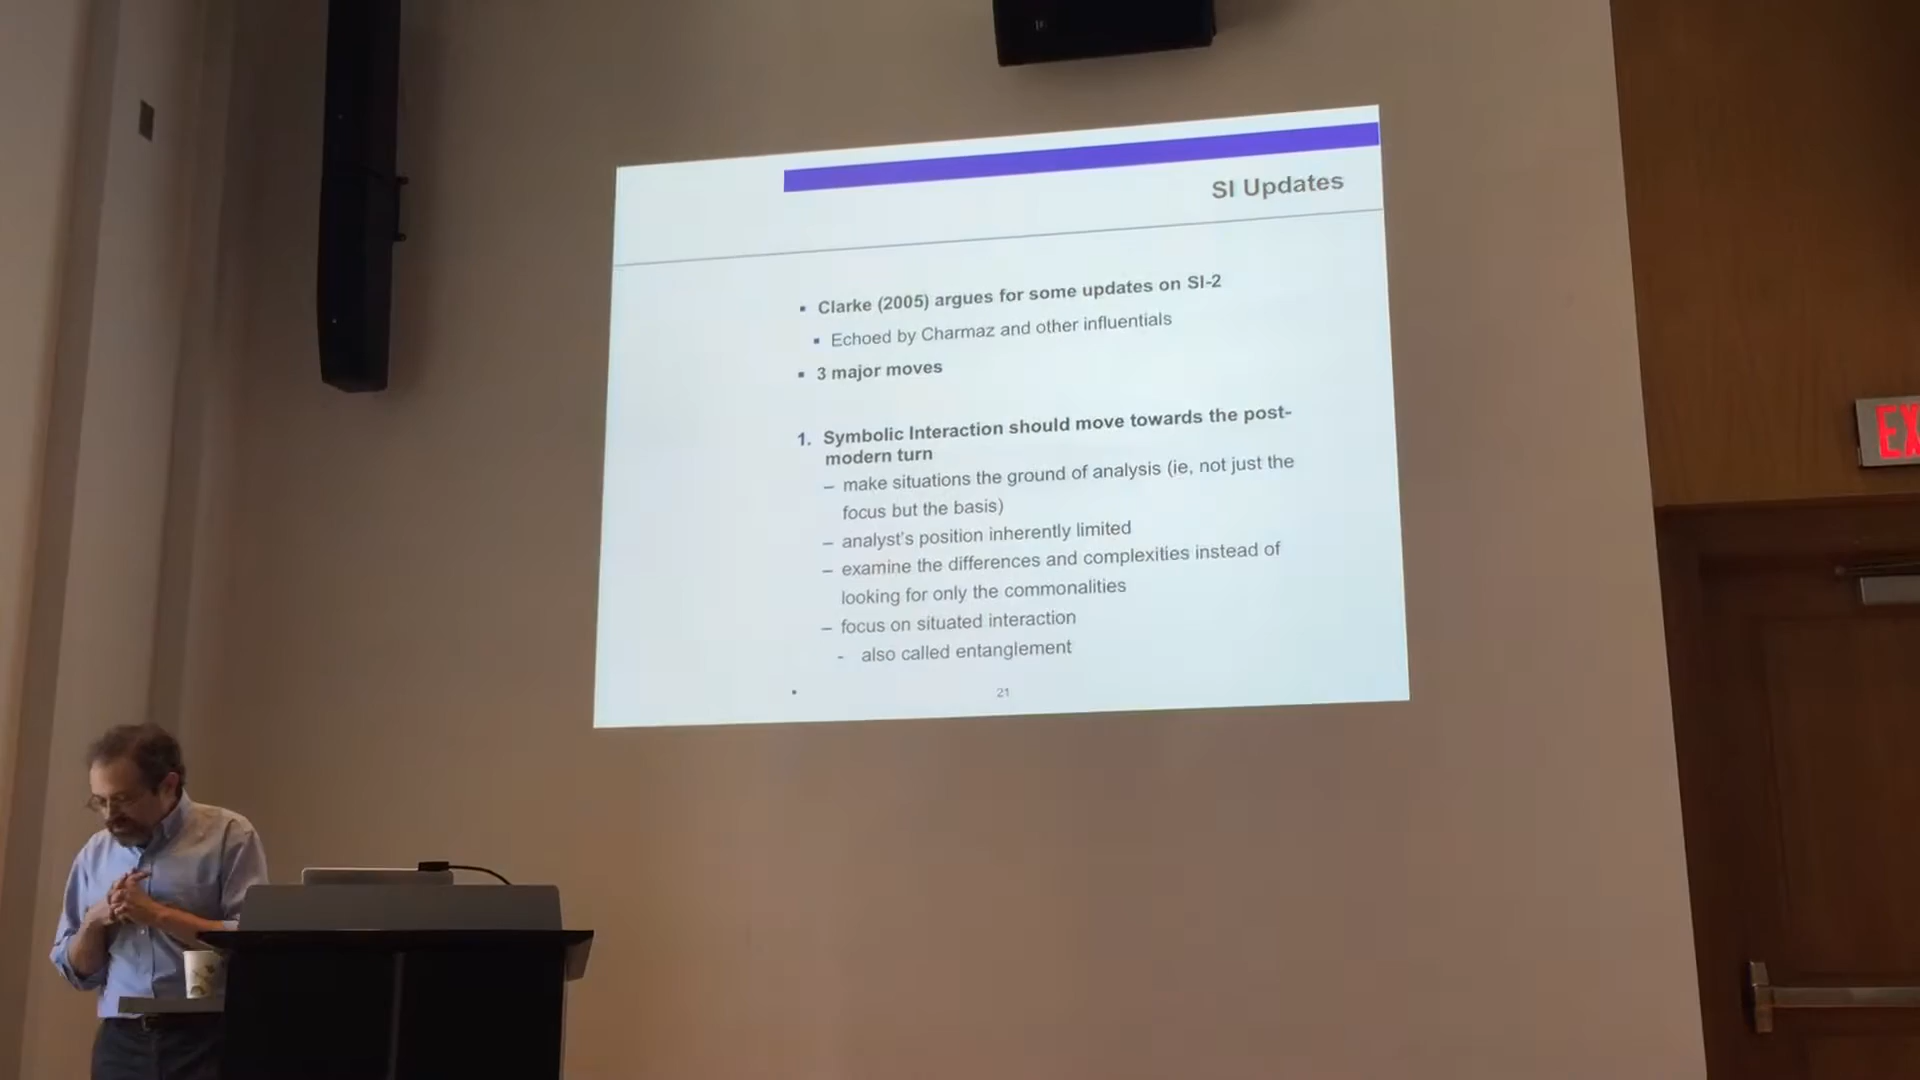 SI Updates
▪ Clarke (2005) argues for some updates on SI-2
▪ Echoed by Charmaz and other influentials
▪ 3 major moves
1. Symbolic Interaction should move towards the post-
modern turn
– make situations the ground of analysis (ie, not just the
focus but the basis)
– analyst's position inherently limited
– examine the differences and complexities instead of
looking for only the commonalities
– focus on situated interaction
- also called entanglement
▪ 21
EX